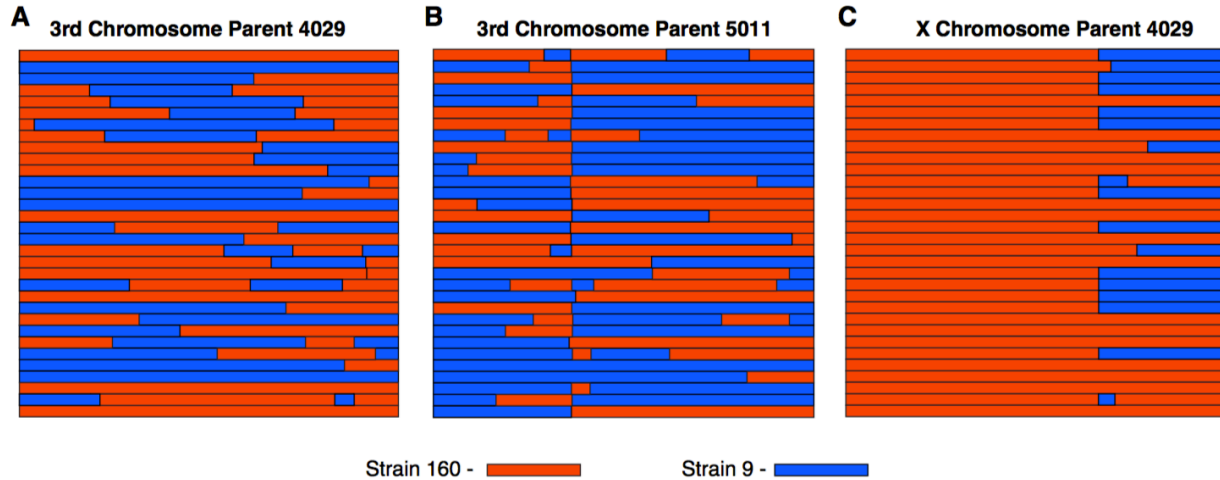 A
3rd Chromosome Parent 4029
B
3rd Chromosome Parent 5011
C
X Chromosome Parent 4029
Strain 160 -
Strain 9 -